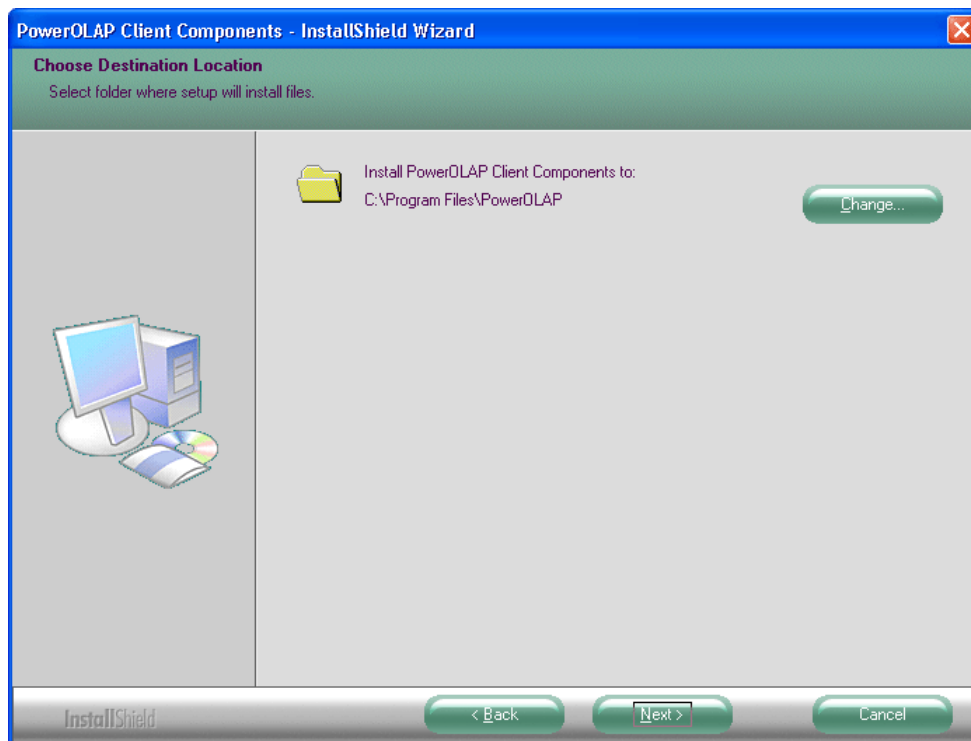 PowerOLAP Client Components - InstallShield Wizard
Choose Destination Location
Select folder where setup will install files.
Install PowerOLAP Client Components to:
C:\Program Files\PowerOLAP
Change...
InstallShield
< Back
Next >
Cancel